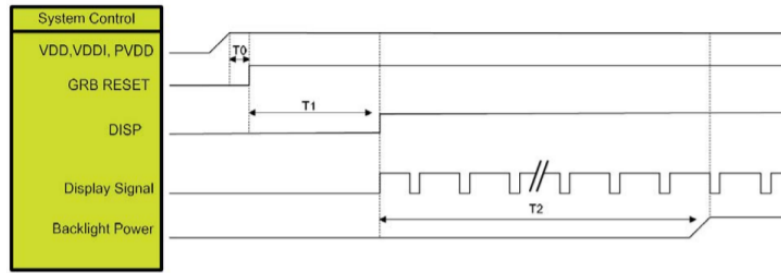 System Control
VDD,VDDI, PVDD
T0
GRB RESET
T1
DISP
Display Signal
T2
Backlight Power